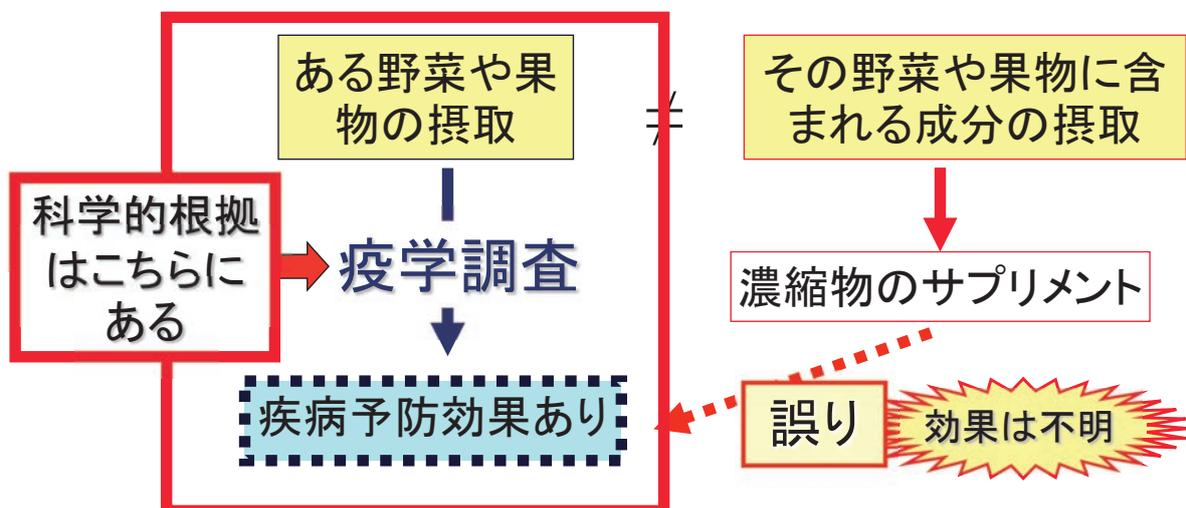 ある野菜や果
物の摂取
≠
その野菜や果物に含
まれる成分の摂取
科学的根拠
はこちらに
ある
疫学調査
濃縮物のサプリメント
疾病予防効果あり
誤り
効果は不明